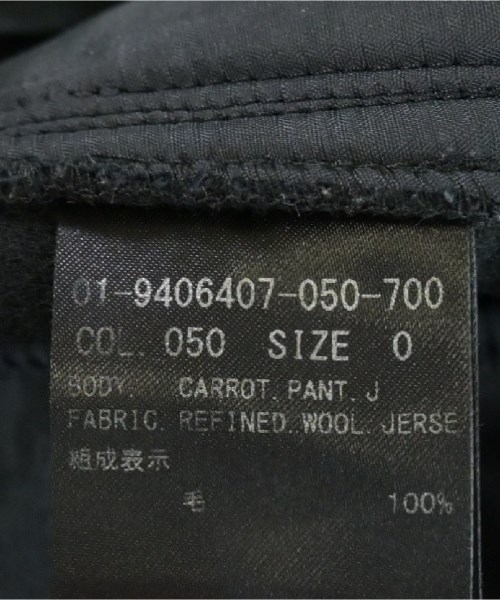 01-9406407-050-700
COL. 050 SIZE 0
BODY. CARROT. PANT. J
FABRIC. REFINED. WOOL. JERSE
組成表示
毛 100%